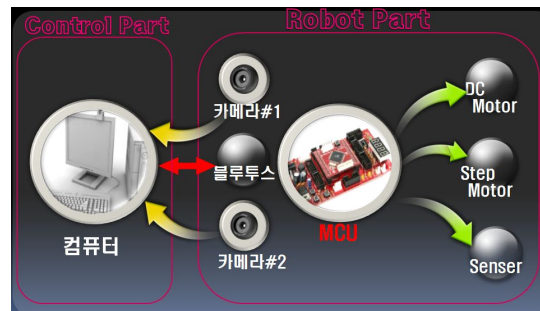 Control Part
Robot Part
카메라#1
블루투스
카메라#2
컴퓨터
MCU
DC
Motor
Step
Motor
Senser